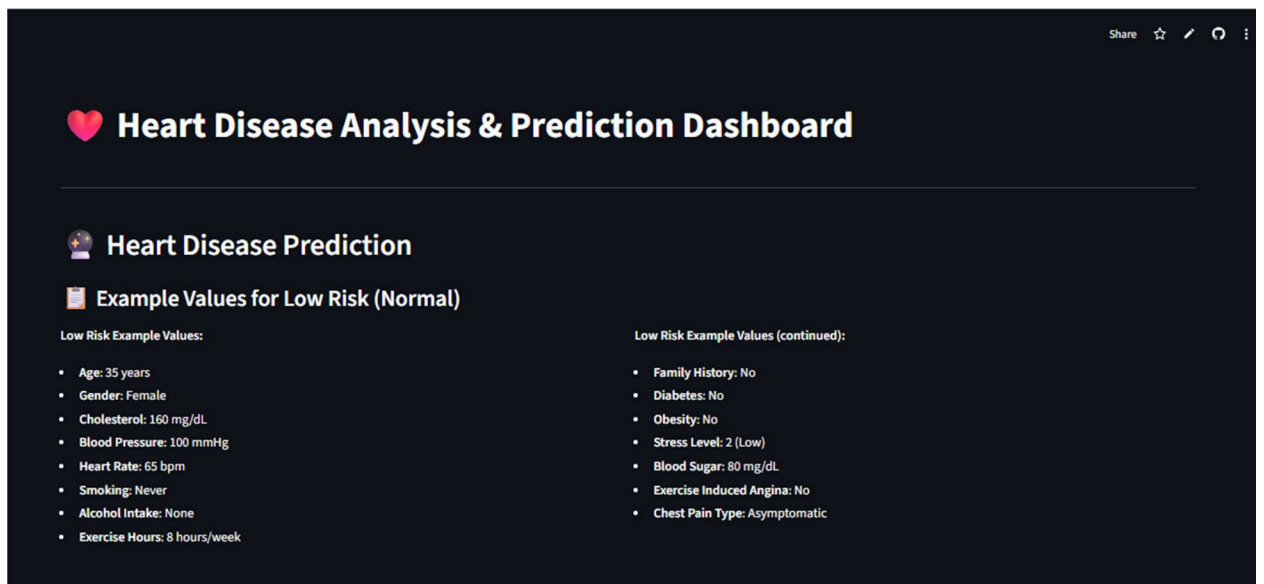 Share
Heart Disease Analysis & Prediction Dashboard
Heart Disease Prediction
Example Values for Low Risk (Normal)
Low Risk Example Values:
• Age: 35 years
• Gender: Female
• Cholesterol: 160 mg/dL
• Blood Pressure: 100 mmHg
• Heart Rate: 65 bpm
• Smoking: Never
• Alcohol Intake: None
• Exercise Hours: 8 hours/week
Low Risk Example Values (continued):
• Family History: No
• Diabetes: No
• Obesity: No
• Stress Level: 2 (Low)
• Blood Sugar: 80 mg/dL
• Exercise Induced Angina: No
• Chest Pain Type: Asymptomatic